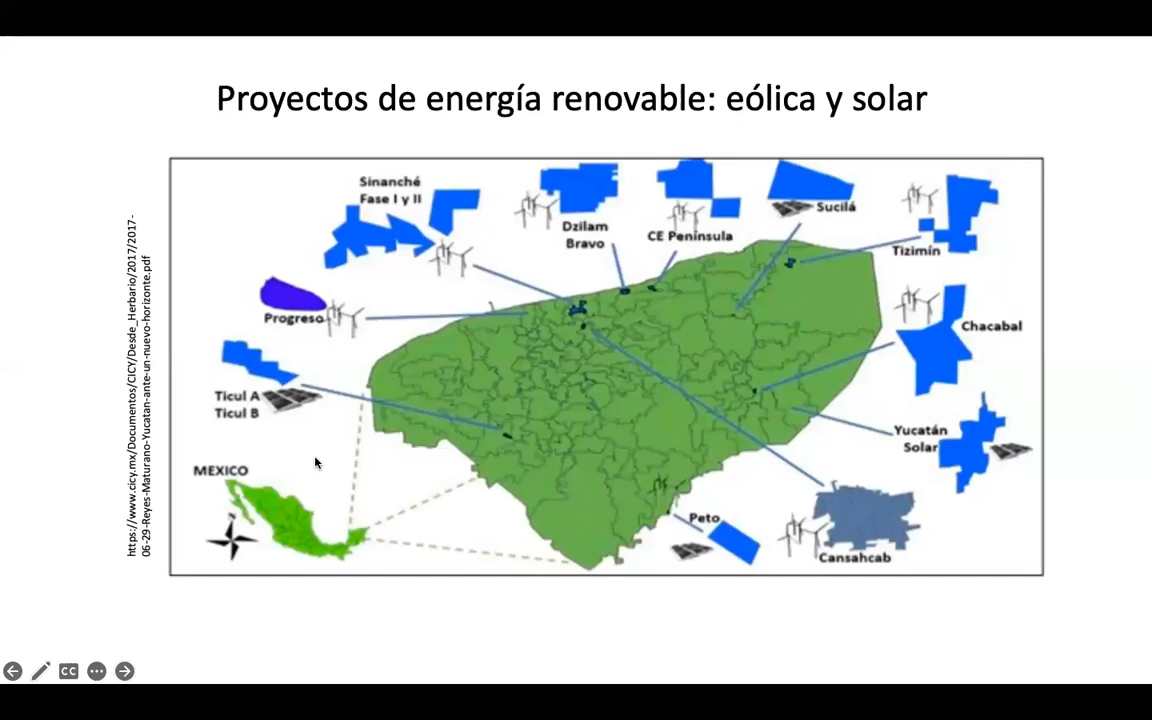 Proyectos de energía renovable: eólica y solar
https://www.cicy.mx/Documentos/CICY/Desde_Herbario/2017/2017-
06-29-Reyes-Maturano-Yucatan-ante-un-nuevo-horizonte.pdf
Sinanché
Fase I y II
Dzilam
Bravo
CE Península
Sucilá
Tizimín
Progreso
Chacabal
Ticul A
Ticul B
Yucatán
Solar
MEXICO
N
Peto
Cansahcab
CC